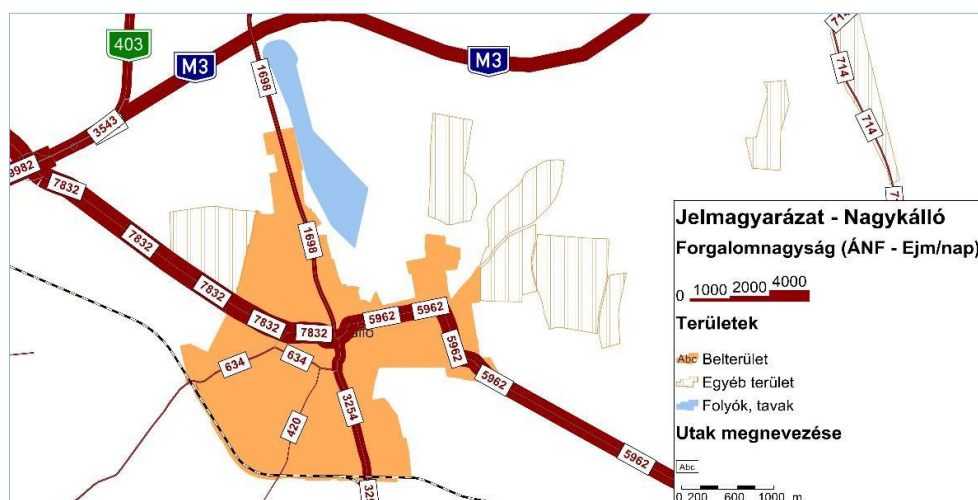 403
M3
M3
714
1698
714
3543
714
9982
7832
7832
1698
7832
7832
7832
5962
5962
5962
5962
5962
634
634
420
3254
Jelmagyarázat - Nagykálló
Forgalomnagyság (ÁNF - Ejm/nap)
0 1000 2000 4000
Területek
Abc Belterület
Egyéb terület
Folyók, tavak
Utak megnevezése
Abc
0 200 600 1000 m